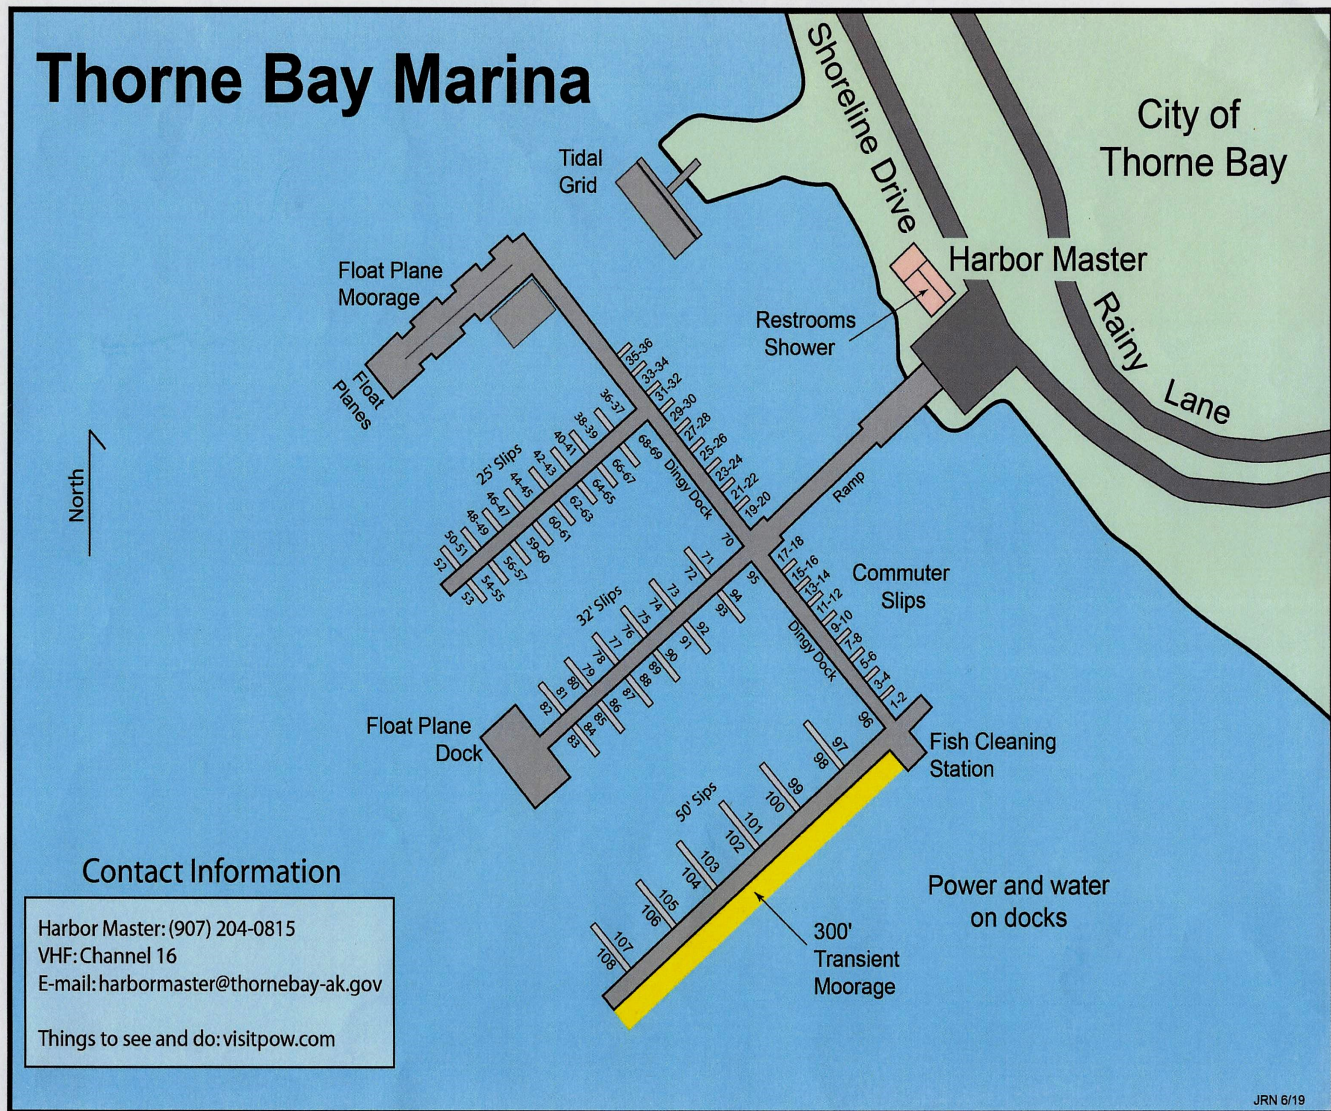 Thorne Bay Marina
City of
Thorne Bay
Shoreline Drive
Tidal
Grid
Harbor Master
Float Plane
Moorage
Restrooms
Shower
Rainy
Lane
Float
Planes
35-36
33-34
31-32
29-30
27-28
25-26
23-24
21-22
19-20
36-37
38-39
40-41
42-43
44-45
46-47
48-49
50-51
52
25' Slips
68-69
66-67
64-65
62-63
60-61
59-60
56-57
54-55
53
Dingy Dock
Ramp
North
70
71
72
73
74
75
76
77
78
79
80
81
82
32' Slips
95
94
93
92
91
90
89
88
87
86
85
84
83
17-18
15-16
13-14
11-12
9-10
7-8
5-6
3-4
1-2
Commuter
Slips
Dingy Dock
Float Plane
Dock
96
97
98
99
100
101
102
103
104
105
106
107
108
50' Sips
Fish Cleaning
Station
Power and water
on docks
300'
Transient
Moorage
Contact Information
Harbor Master: (907) 204-0815
VHF: Channel 16
E-mail: harbormaster@thornebay-ak.gov
Things to see and do: visitpow.com
JRN 6/19